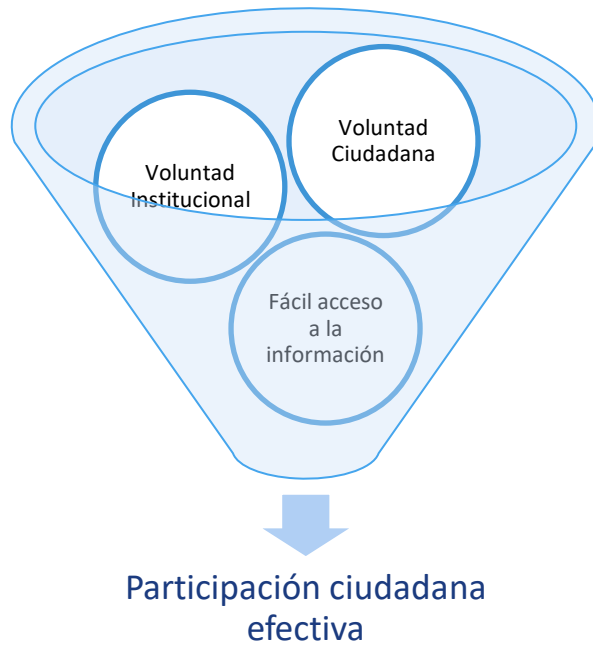 Voluntad
Institucional
Voluntad
Ciudadana
Fácil acceso
a la
información
Participación ciudadana
efectiva